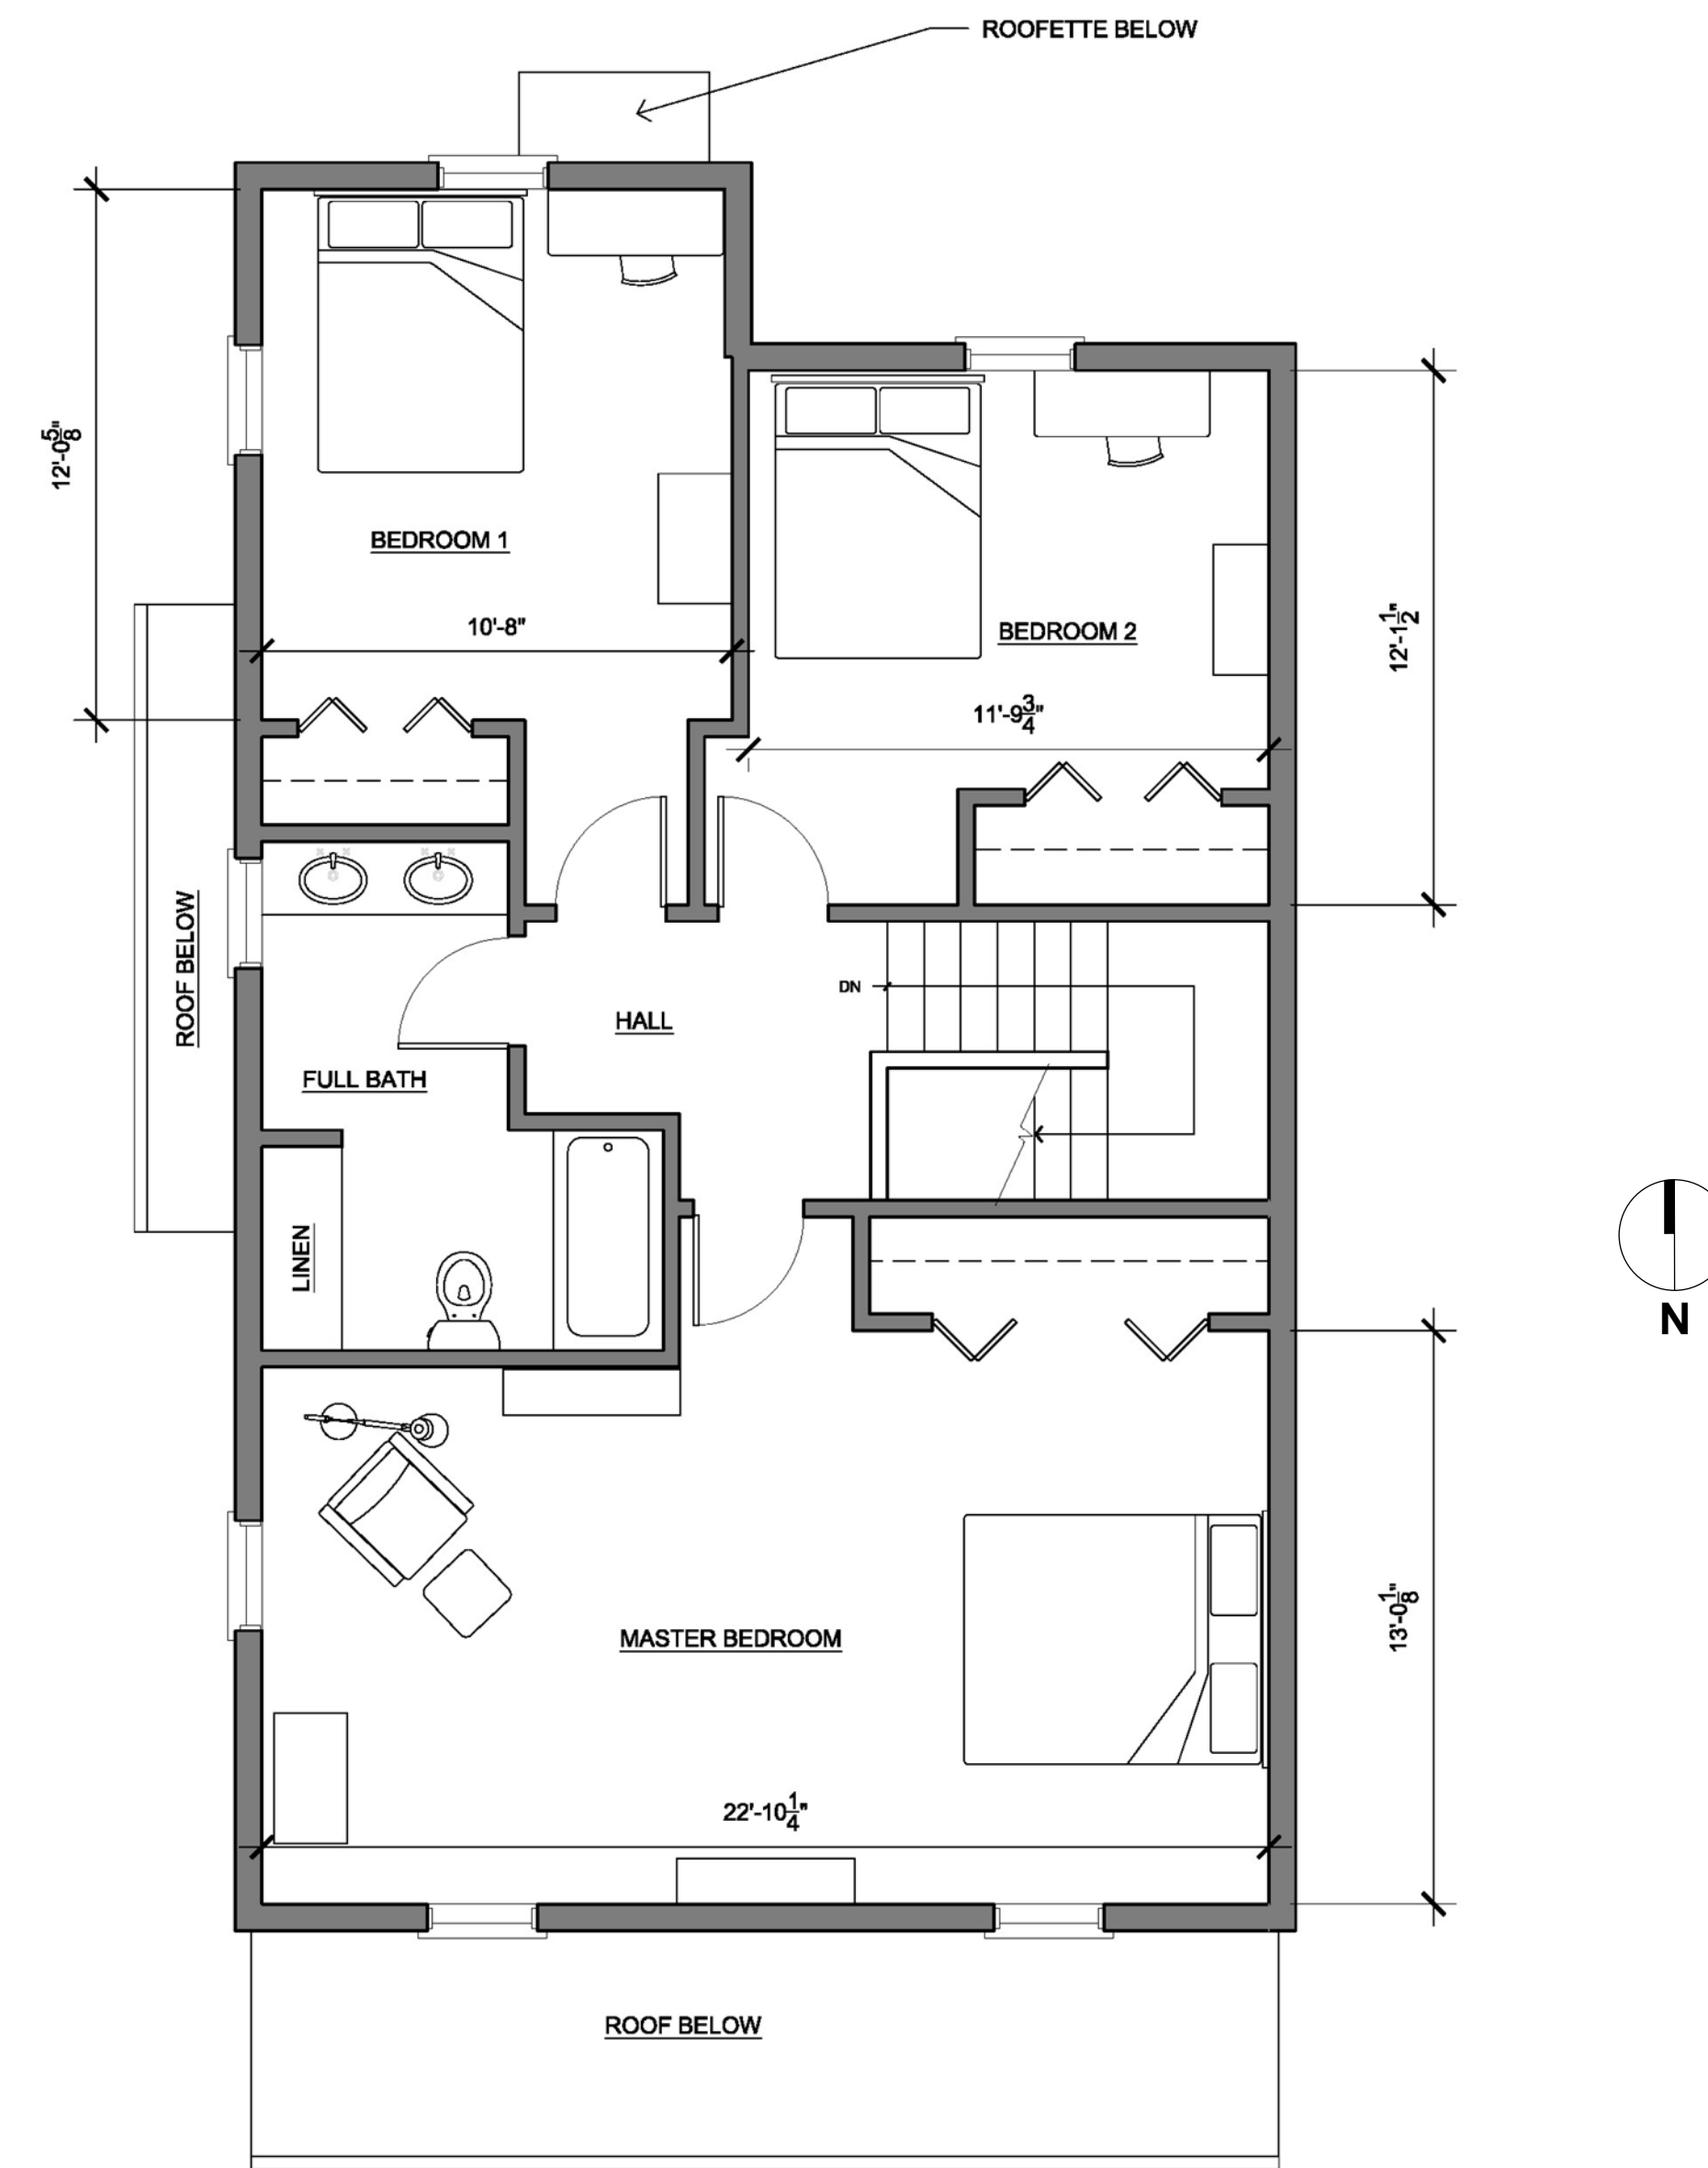 ROOFETTE BELOW
12'-0 5/8"
BEDROOM 1
10'-8"
BEDROOM 2
12'-1 1/2"
11'-9 3/4"
ROOF BELOW
DN
HALL
FULL BATH
LINEN
N
MASTER BEDROOM
13'-0 1/8"
22'-10 1/4"
ROOF BELOW